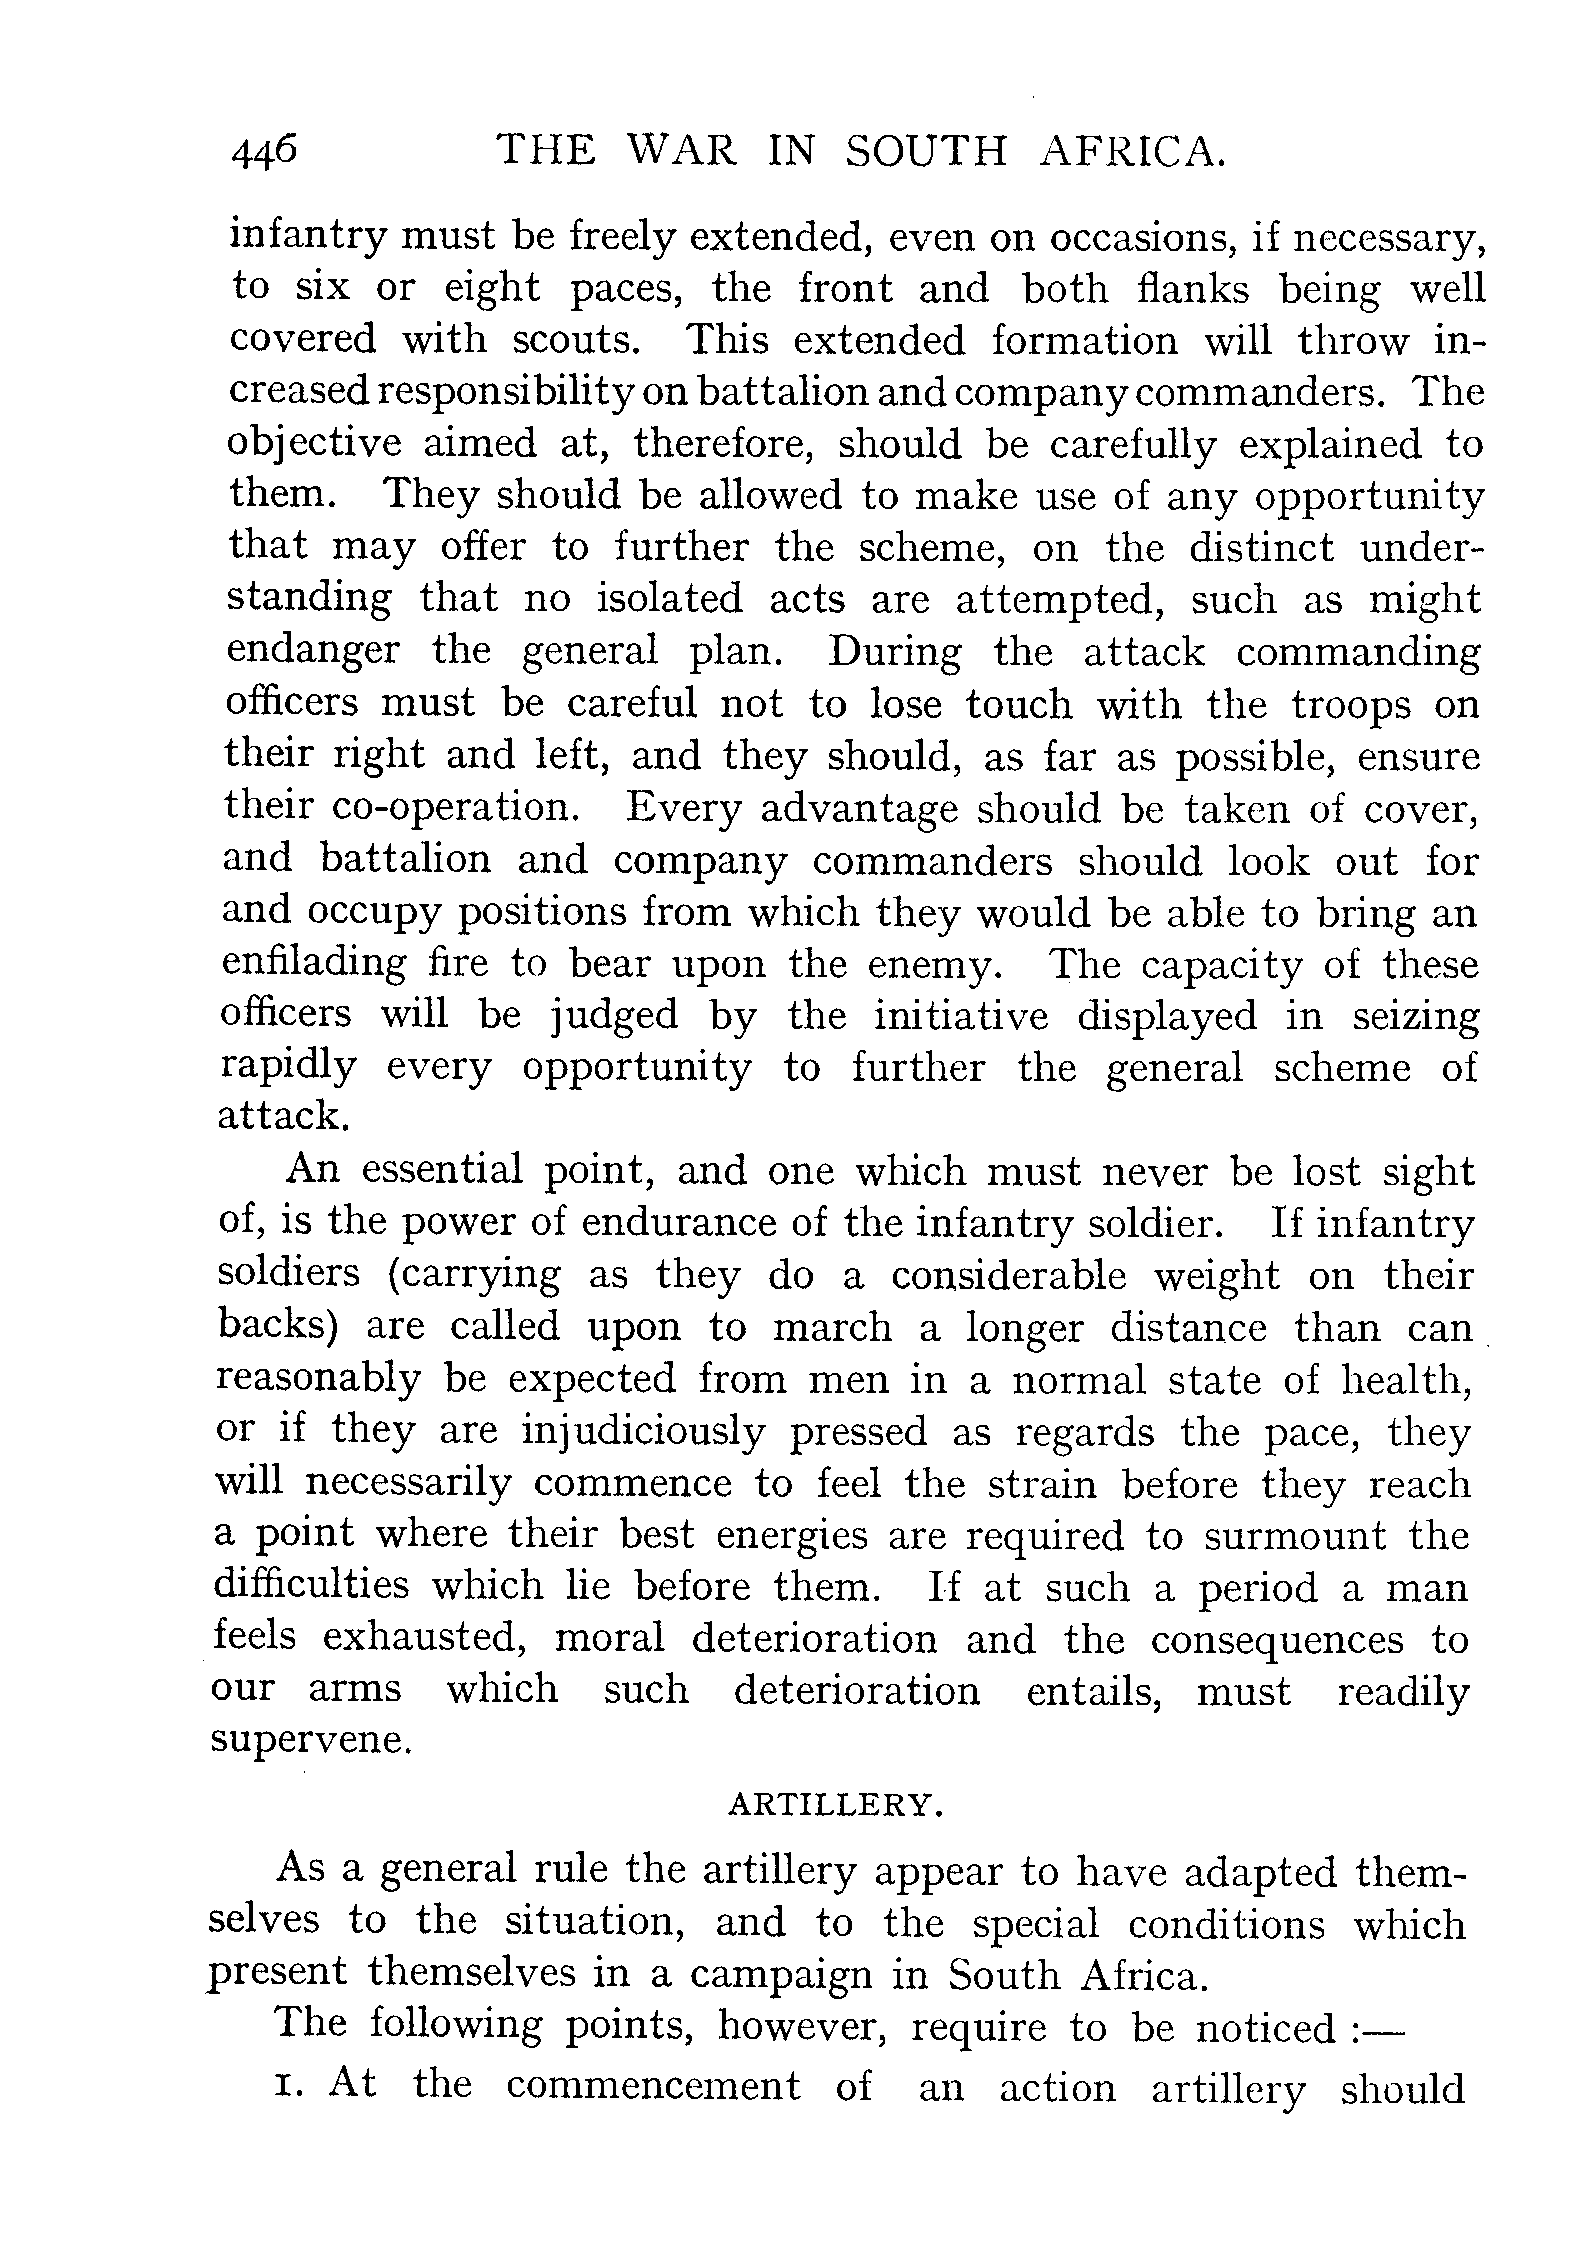 446 THE WAR IN SOUTH AFRICA.
infantry must be freely extended, even on occasions, if necessary,
to six or eight paces, the front and both flanks being well
covered with scouts. This extended formation will throw in-
creased responsibility on battalion and company commanders. The
objective aimed at, therefore, should be carefully explained to
them. They should be allowed to make use of any opportunity
that may offer to further the scheme, on the distinct under-
standing that no isolated acts are attempted, such as might
endanger the general plan. During the attack commanding
officers must be careful not to lose touch with the troops on
their right and left, and they should, as far as possible, ensure
their co-operation. Every advantage should be taken of cover,
and battalion and company commanders should look out for
and occupy positions from which they would be able to bring an
enfilading fire to bear upon the enemy. The capacity of these
officers will be judged by the initiative displayed in seizing
rapidly every opportunity to further the general scheme of
attack.
An essential point, and one which must never be lost sight
of, is the power of endurance of the infantry soldier. If infantry
soldiers (carrying as they do a considerable weight on their
backs) are called upon to march a longer distance than can
reasonably be expected from men in a normal state of health,
or if they are injudiciously pressed as regards the pace, they
will necessarily commence to feel the strain before they reach
a point where their best energies are required to surmount the
difficulties which lie before them. If at such a period a man
feels exhausted, moral deterioration and the consequences to
our arms which such deterioration entails, must readily
supervene.
ARTILLERY.
As a general rule the artillery appear to have adapted them-
selves to the situation, and to the special conditions which
present themselves in a campaign in South Africa.
The following points, however, require to be noticed :—
1. At the commencement of an action artillery should